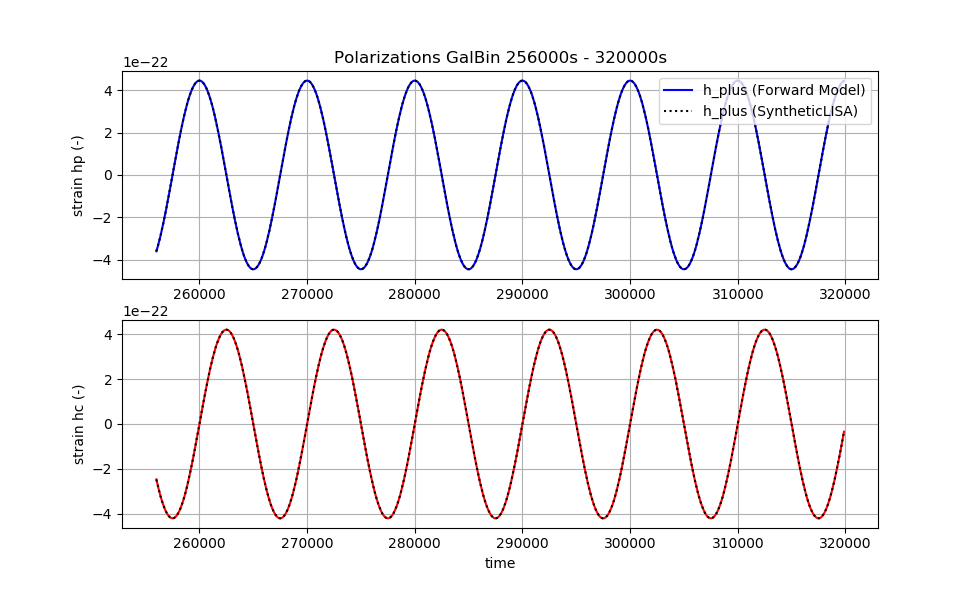 Polarizations GalBin 256000s - 320000s
1e−22
h_plus (Forward Model)
h_plus (SyntheticLISA)
4
2
0
−2
−4
strain hp (-)
260000 270000 280000 290000 300000 310000 320000
1e−22
4
2
0
−2
−4
strain hc (-)
260000 270000 280000 290000 300000 310000 320000
time